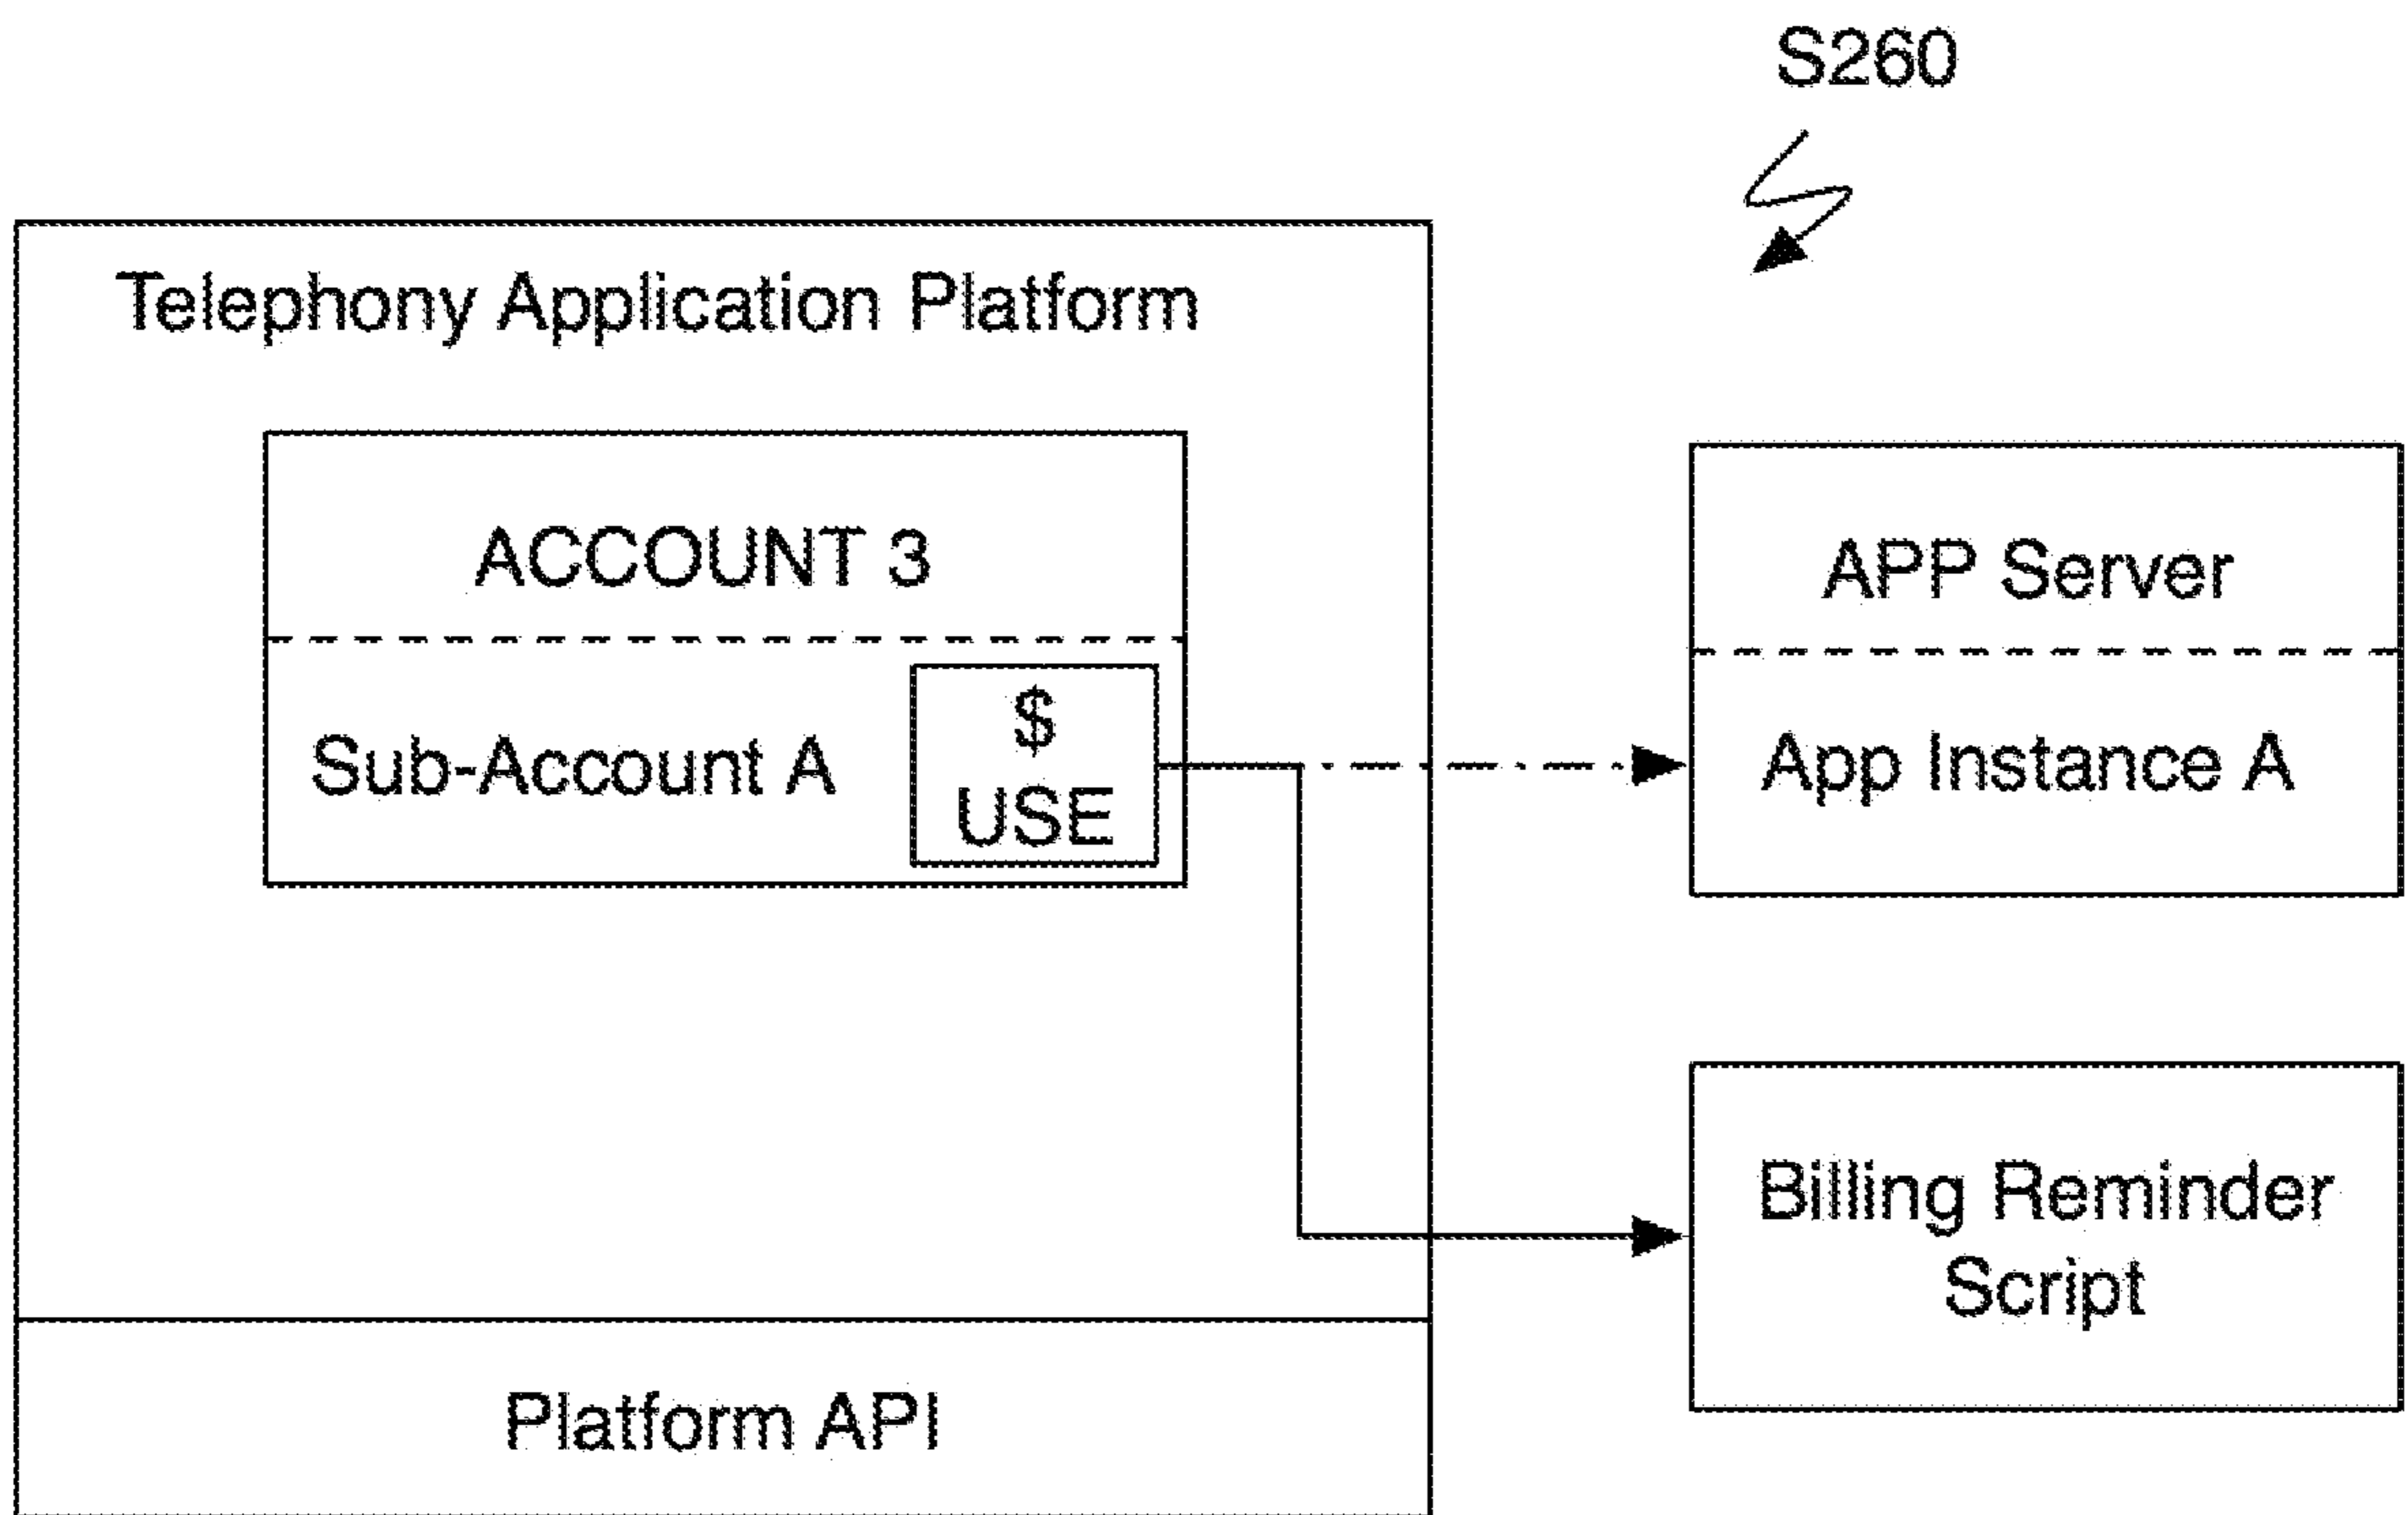 S260
Telephony Application Platform
ACCOUNT 3
Sub-Account A
$
USE
APP Server
App Instance A
Billing Reminder
Script
Platform API